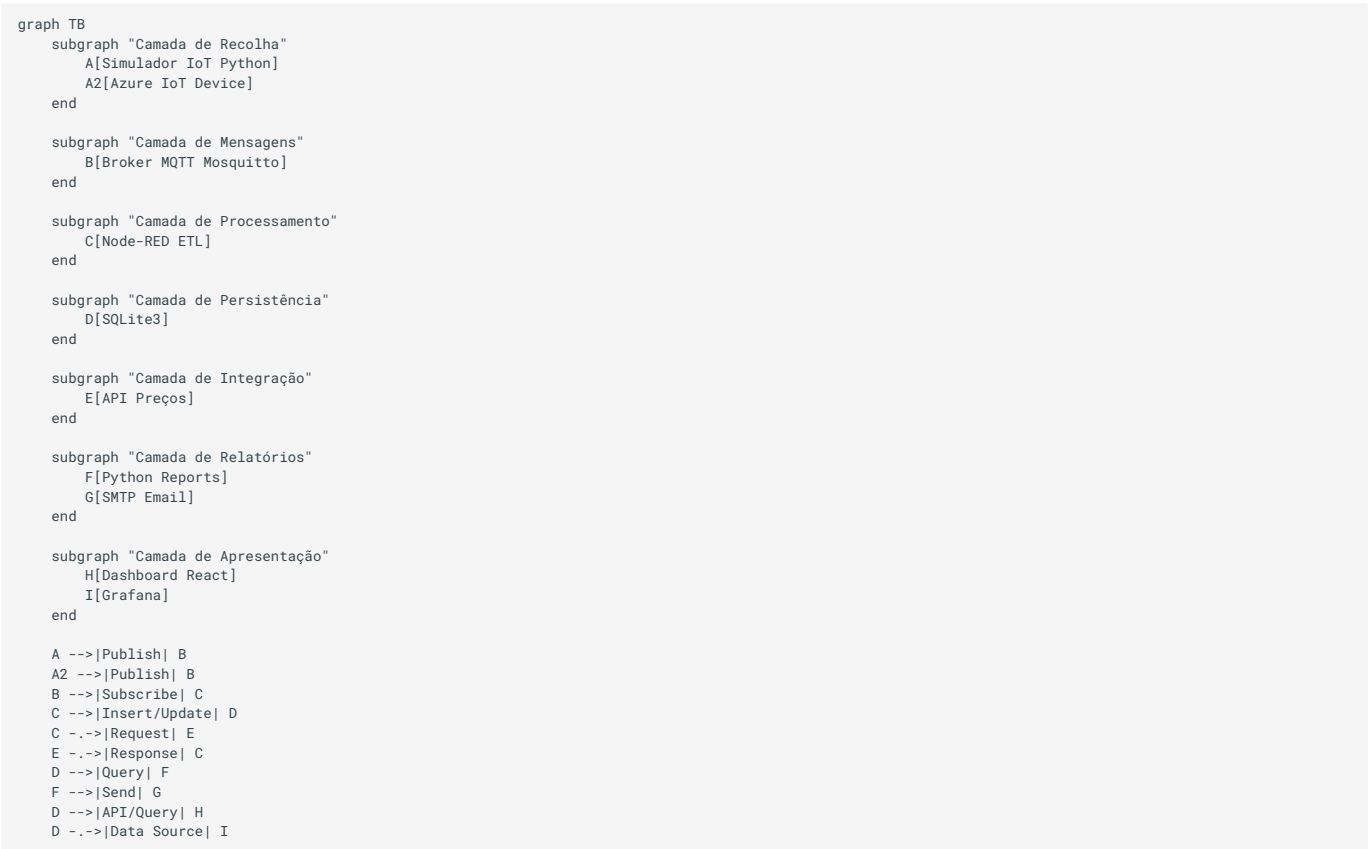 graph TB
    subgraph "Camada de Recolha"
        A[Simulador IoT Python]
        A2[Azure IoT Device]
    end

    subgraph "Camada de Mensagens"
        B[Broker MQTT Mosquitto]
    end

    subgraph "Camada de Processamento"
        C[Node-RED ETL]
    end

    subgraph "Camada de Persistência"
        D[SQLite3]
    end

    subgraph "Camada de Integração"
        E[API Preços]
    end

    subgraph "Camada de Relatórios"
        F[Python Reports]
        G[SMTP Email]
    end

    subgraph "Camada de Apresentação"
        H[Dashboard React]
        I[Grafana]
    end

    A -->|Publish| B
    A2 -->|Publish| B
    B -->|Subscribe| C
    C -->|Insert/Update| D
    C -.->|Request| E
    E -.->|Response| C
    D -->|Query| F
    F -->|Send| G
    D -->|API/Query| H
    D -.->|Data Source| I